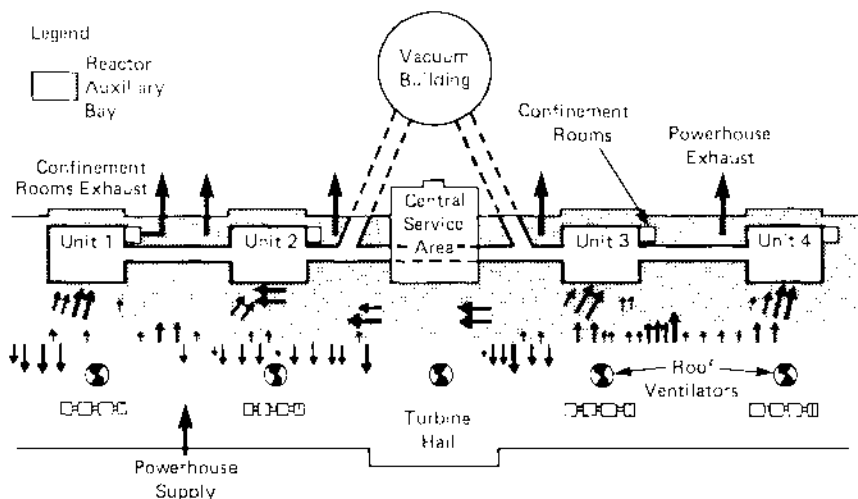 Legend
Reactor
Auxiliary
Bay
Vacuum
Building
Confinement
Rooms
Powerhouse
Exhaust
Confinement
Rooms Exhaust
Central
Service
Area
Unit 1
Unit 2
Unit 3
Unit 4
Roof
Ventilators
Turbine
Hall
Powerhouse
Supply